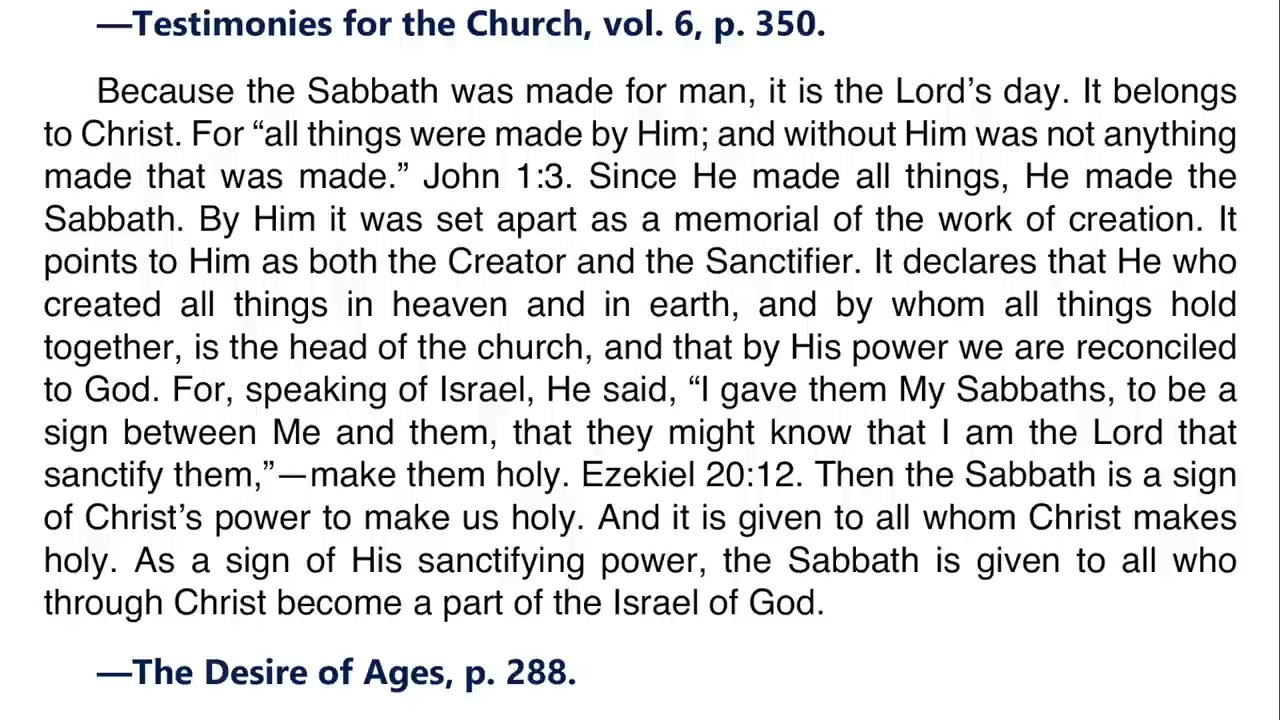 —Testimonies for the Church, vol. 6, p. 350.
Because the Sabbath was made for man, it is the Lord’s day. It belongs
to Christ. For “all things were made by Him; and without Him was not anything
made that was made.” John 1:3. Since He made all things, He made the
Sabbath. By Him it was set apart as a memorial of the work of creation. It
points to Him as both the Creator and the Sanctifier. It declares that He who
created all things in heaven and in earth, and by whom all things hold
together, is the head of the church, and that by His power we are reconciled
to God. For, speaking of Israel, He said, “I gave them My Sabbaths, to be a
sign between Me and them, that they might know that I am the Lord that
sanctify them,”—make them holy. Ezekiel 20:12. Then the Sabbath is a sign
of Christ’s power to make us holy. And it is given to all whom Christ makes
holy. As a sign of His sanctifying power, the Sabbath is given to all who
through Christ become a part of the Israel of God.
—The Desire of Ages, p. 288.